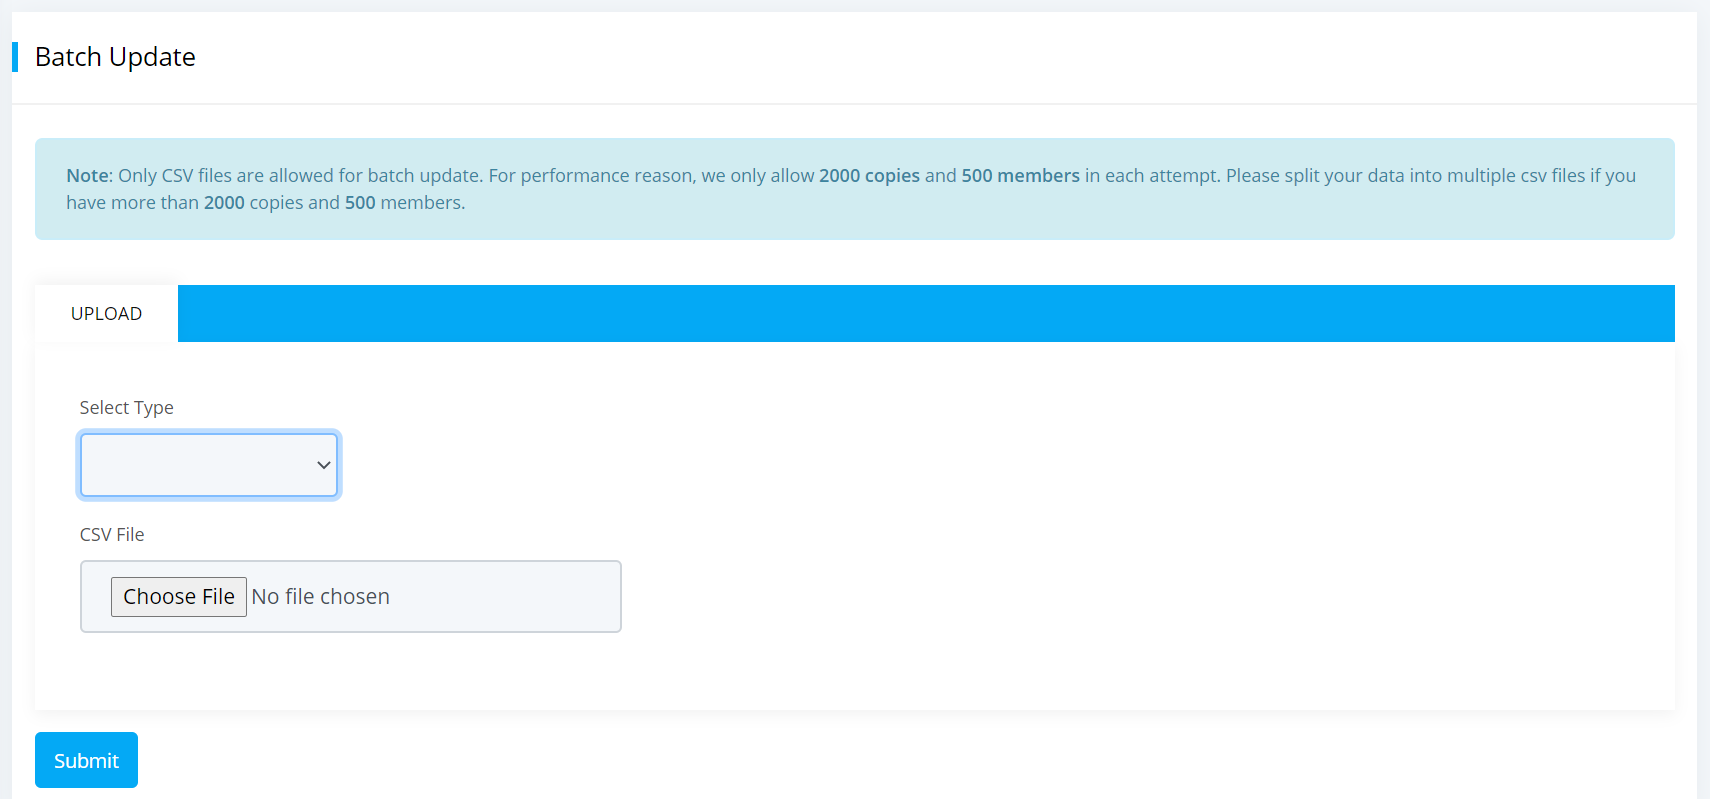 Batch Update
Note: Only CSV files are allowed for batch update. For performance reason, we only allow 2000 copies and 500 members in each attempt. Please split your data into multiple csv files if you
have more than 2000 copies and 500 members.
UPLOAD
Select Type
CSV File
Choose File No file chosen
Submit